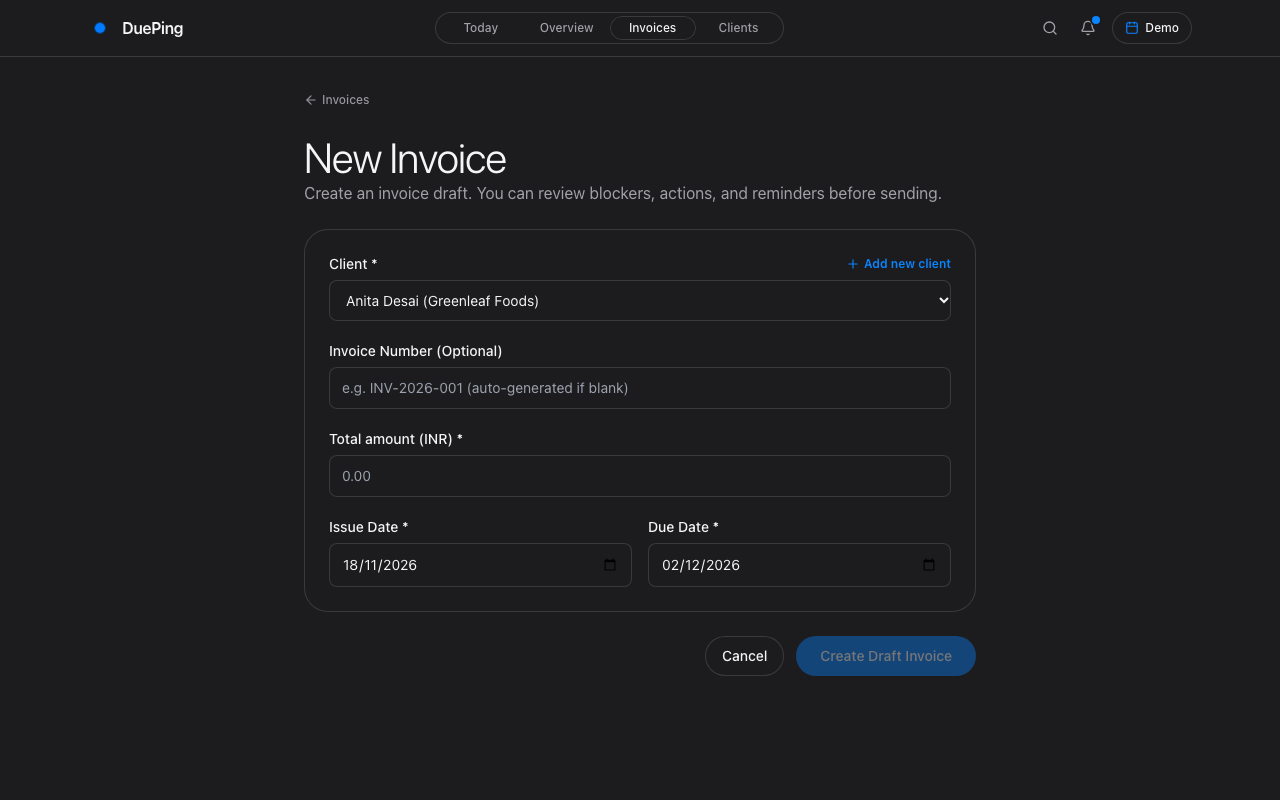 DuePing
Today
Overview
Invoices
Clients
Demo
Invoices
New Invoice
Create an invoice draft. You can review blockers, actions, and reminders before sending.
Client *
Add new client
Anita Desai (Greenleaf Foods)
Invoice Number (Optional)
e.g. INV-2026-001 (auto-generated if blank)
Total amount (INR) *
0.00
Issue Date *
Due Date *
18/11/2026
02/12/2026
Cancel
Create Draft Invoice